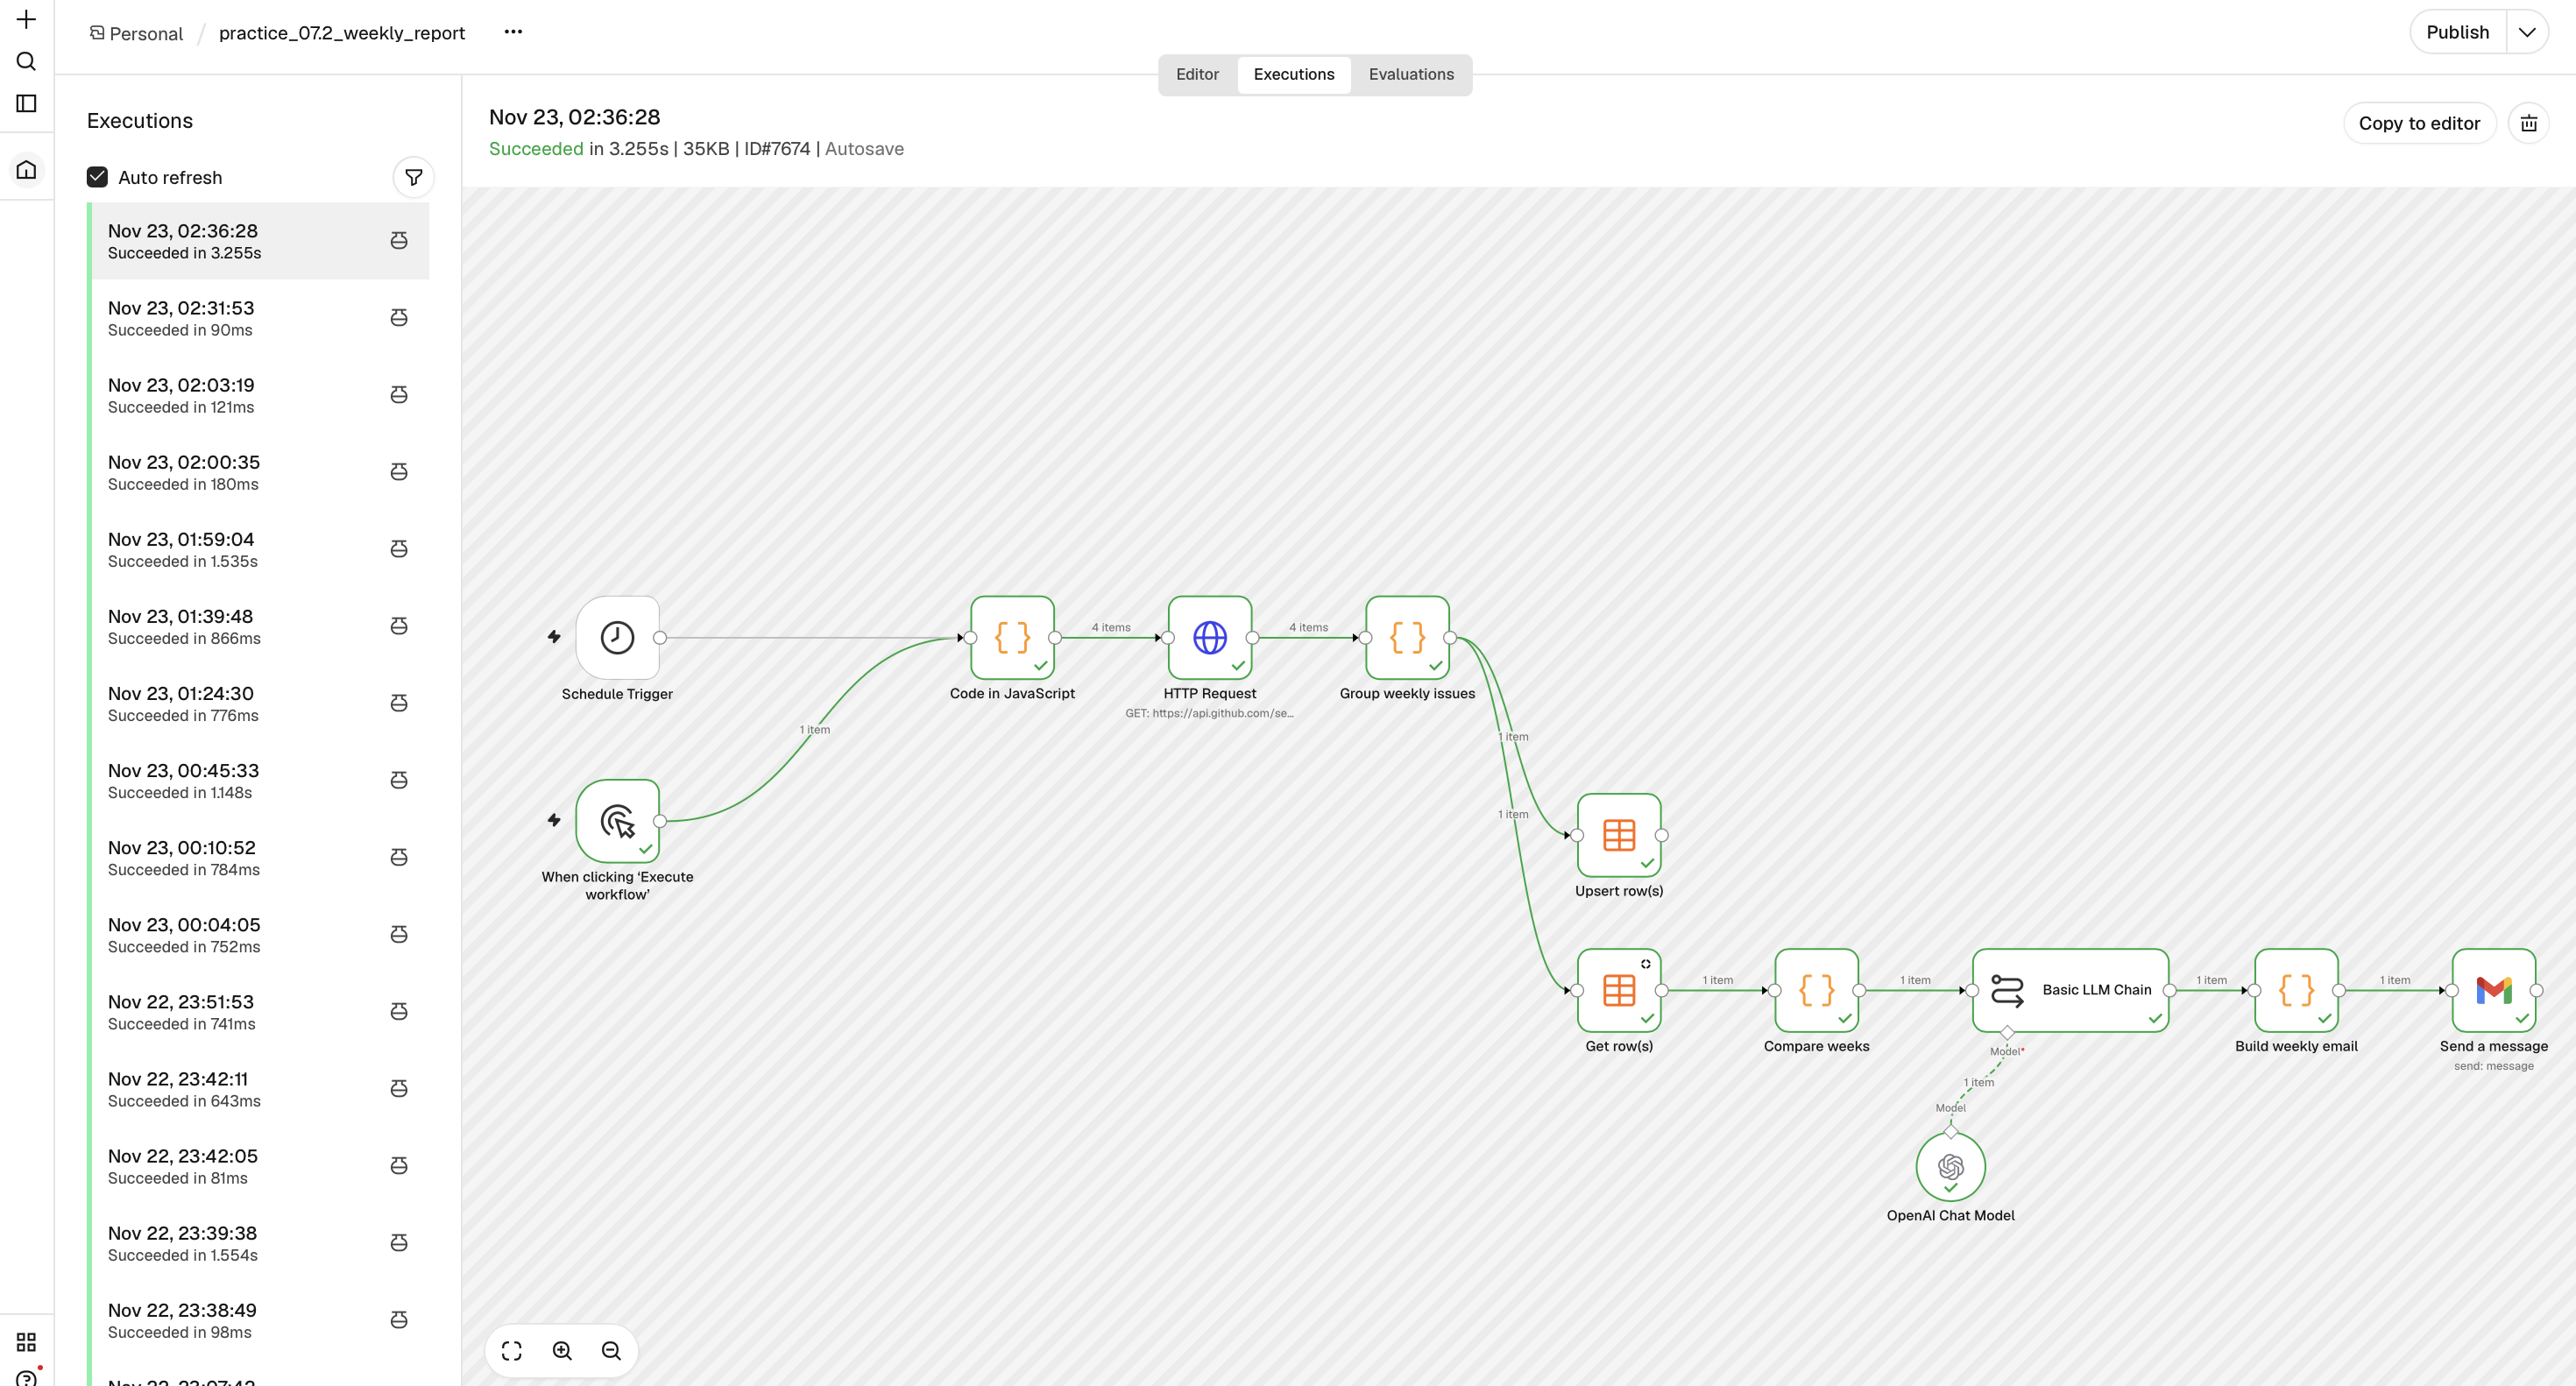 Personal / practice_07.2_weekly_report ...
Publish
Editor Executions Evaluations
Executions
Auto refresh
Nov 23, 02:36:28
Succeeded in 3.255s
Nov 23, 02:31:53
Succeeded in 90ms
Nov 23, 02:03:19
Succeeded in 121ms
Nov 23, 02:00:35
Succeeded in 180ms
Nov 23, 01:59:04
Succeeded in 1.535s
Nov 23, 01:39:48
Succeeded in 866ms
Nov 23, 01:24:30
Succeeded in 776ms
Nov 23, 00:45:33
Succeeded in 1.148s
Nov 23, 00:10:52
Succeeded in 784ms
Nov 23, 00:04:05
Succeeded in 752ms
Nov 22, 23:51:53
Succeeded in 741ms
Nov 22, 23:42:11
Succeeded in 643ms
Nov 22, 23:42:05
Succeeded in 81ms
Nov 22, 23:39:38
Succeeded in 1.554s
Nov 22, 23:38:49
Succeeded in 98ms
Nov 23, 02:36:28
Succeeded in 3.255s | 35KB | ID#7674 | Autosave
Copy to editor
Schedule Trigger
1 item
When clicking ‘Execute
workflow’
Code in JavaScript
4 items
HTTP Request
GET: https://api.github.com/se...
4 items
Group weekly issues
1 item
1 item
Upsert row(s)
Get row(s)
1 item
Compare weeks
1 item
Basic LLM Chain
Model*
1 item
Model
OpenAI Chat Model
1 item
Build weekly email
1 item
Send a message
send: message